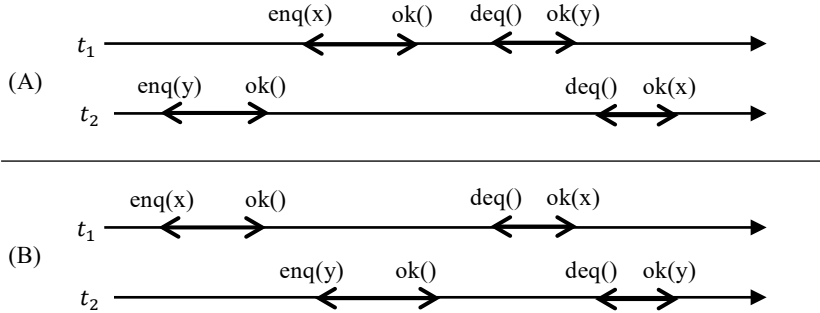 enq(x) ok() deq() ok(y)
t₁
(A)
enq(y) ok() deq() ok(x)
t₂
enq(x) ok() deq() ok(x)
t₁
(B)
enq(y) ok() deq() ok(y)
t₂